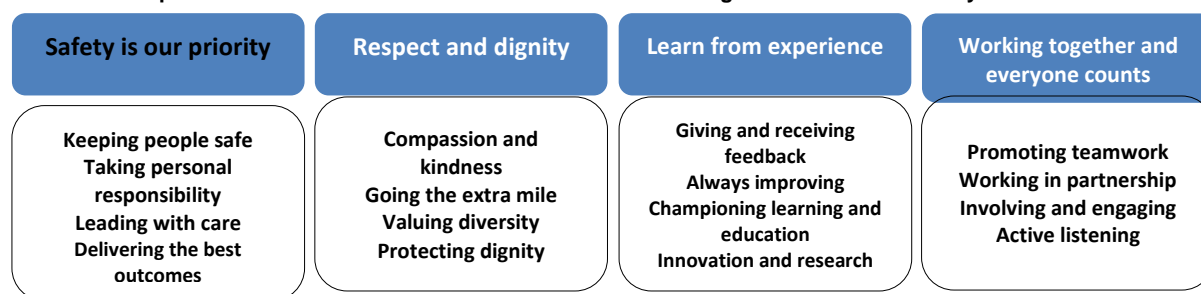 Safety is our priority
Keeping people safe
Taking personal
responsibility
Leading with care
Delivering the best
outcomes
Respect and dignity
Compassion and
kindness
Going the extra mile
Valuing diversity
Protecting dignity
Learn from experience
Giving and receiving
feedback
Always improving
Championing learning and
education
Innovation and research
Working together and
everyone counts
Promoting teamwork
Working in partnership
Involving and engaging
Active listening